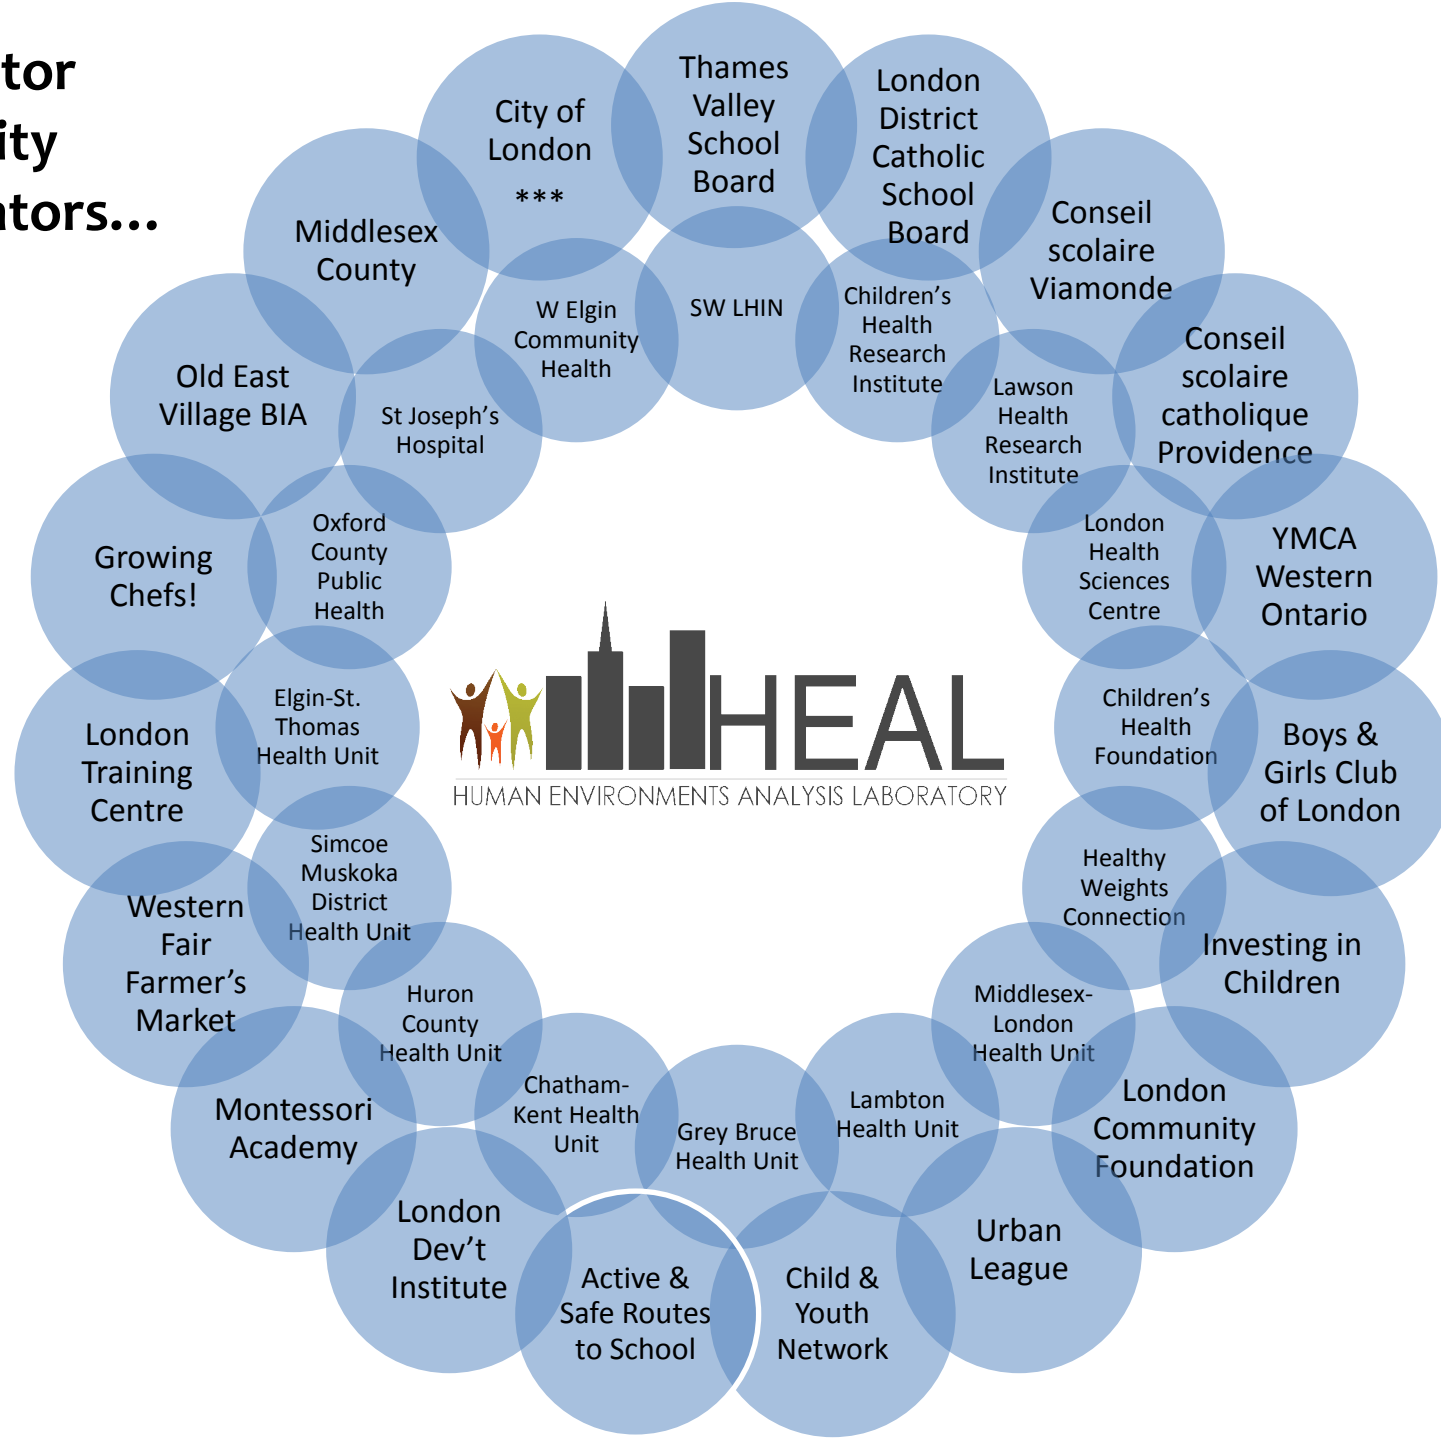 tor
ity
ators...
Thames
Valley
School
Board
London
District
Catholic
School
Board
Conseil
scolaire
Viamonde
Conseil
scolaire
catholique
Providence
YMCA
Western
Ontario
Boys &
Girls Club
of London
Investing in
Children
London
Community
Foundation
Urban
League
Child &
Youth
Network
Active &
Safe Routes
to School
London
Dev't
Institute
Montessori
Academy
Western
Fair
Farmer's
Market
London
Training
Centre
Growing
Chefs!
Old East
Village BIA
Middlesex
County
City of
London
***
SW LHIN
Children's
Health
Research
Institute
Lawson
Health
Research
Institute
London
Health
Sciences
Centre
Children's
Health
Foundation
Healthy
Weights
Connection
Middlesex-
London
Health Unit
Lambton
Health Unit
Grey Bruce
Health Unit
Chatham-
Kent Health
Unit
Huron
County
Health Unit
Simcoe
Muskoka
District
Health Unit
Elgin-St.
Thomas
Health Unit
Oxford
County
Public
Health
St Joseph's
Hospital
W Elgin
Community
Health
HEAL
HUMAN ENVIRONMENTS ANALYSIS LABORATORY